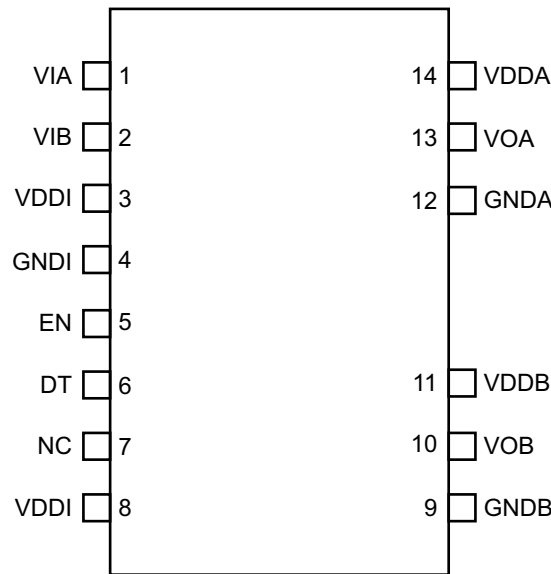 VIA 1 14 VDDA
VIB 2 13 VOA
VDDI 3 12 GNDA
GNDI 4
EN 5
DT 6 11 VDDB
NC 7 10 VOB
VDDI 8 9 GNDB